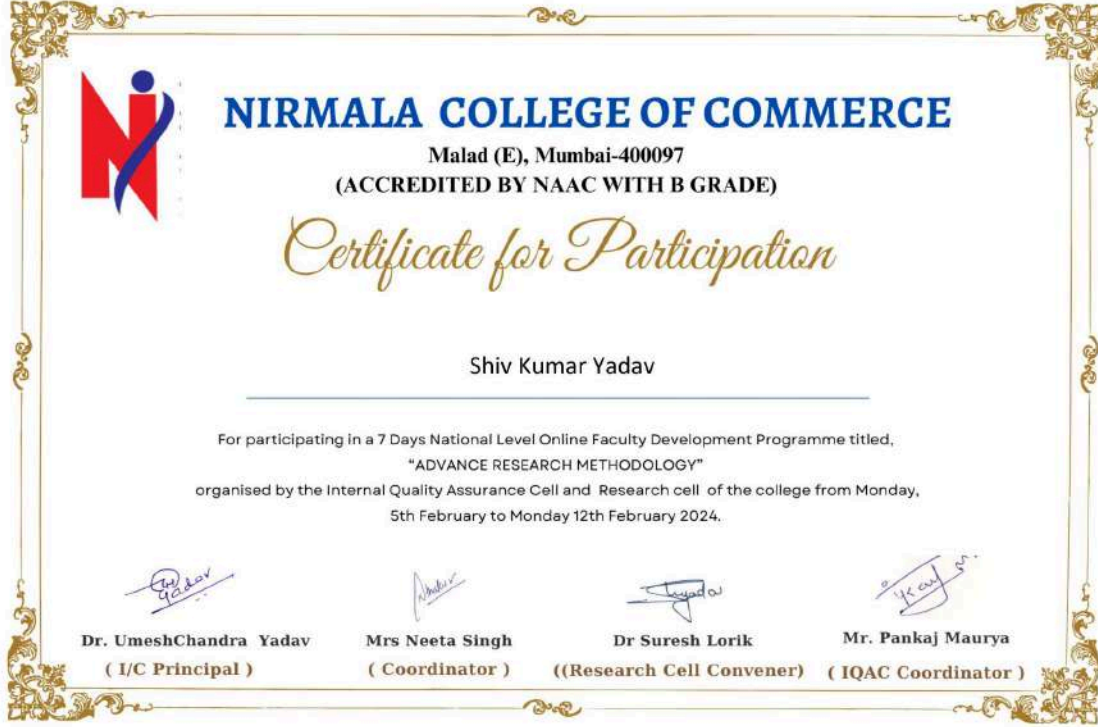 NIRMALA COLLEGE OF COMMERCE
Malad (E), Mumbai-400097
(ACCREDITED BY NAAC WITH B GRADE)
Certificate for Participation
Shiv Kumar Yadav
For participating in a 7 Days National Level Online Faculty Development Programme titled,
"ADVANCE RESEARCH METHODOLOGY"
organised by the Internal Quality Assurance Cell and Research cell of the college from Monday,
5th February to Monday 12th February 2024.
Dr. UmeshChandra Yadav
Mrs Neeta Singh
Dr Suresh Lorik
Mr. Pankaj Maurya
( I/C Principal )
( Coordinator )
((Research Cell Convener)
( IQAC Coordinator )